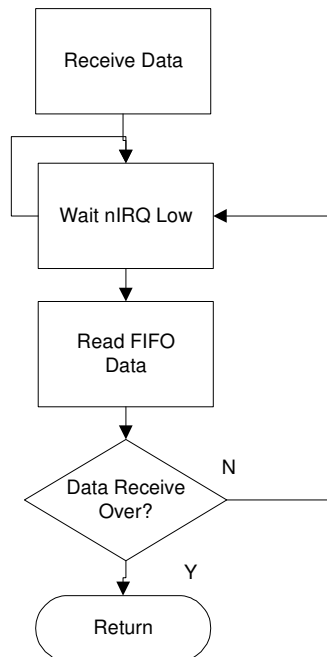 Receive Data
Wait nIRQ Low
Read FIFO
Data
N
Data Receive
Over?
Y
Return